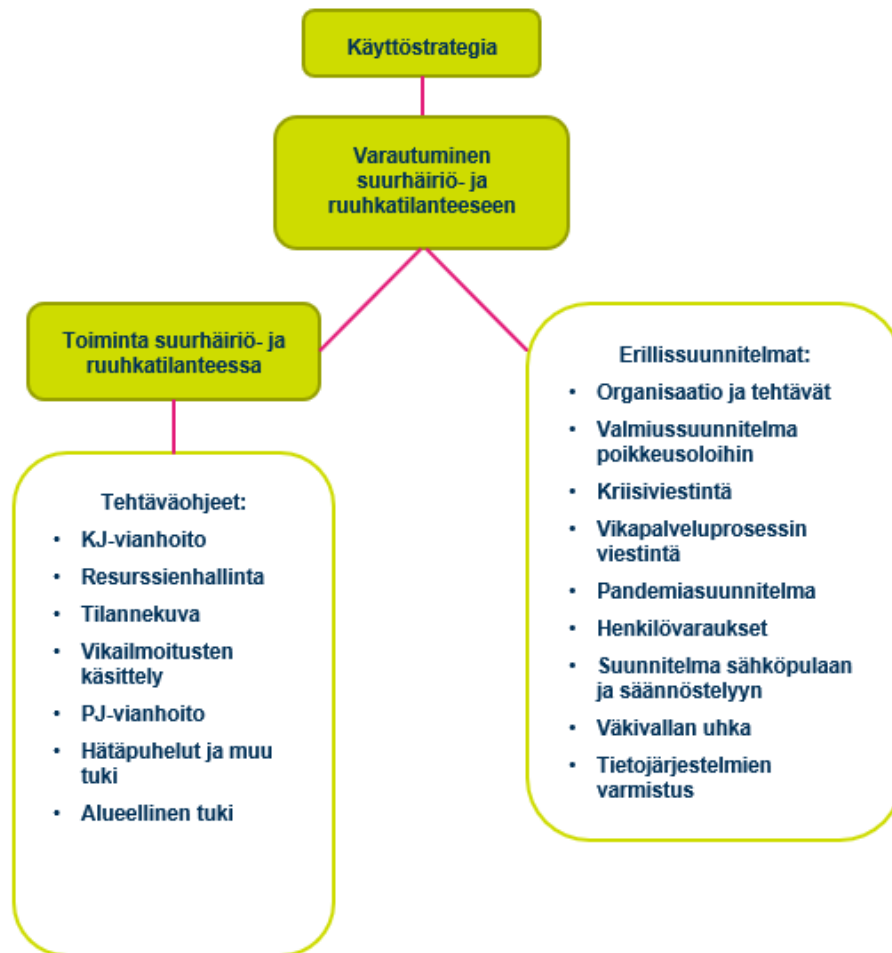 Käyttöstrategia
Varautuminen
suurhäiriö- ja
ruuhkatilanteeseen
Toiminta suurhäiriö- ja
ruuhkatilanteessa
Tehtäväohjeet:
• KJ-vianhoito
• Resurssienhallinta
• Tilannekuva
• Vikailmoitusten
käsittely
• PJ-vianhoito
• Hätäpuhelut ja muu
tuki
• Alueellinen tuki
Erillissuunnitelmat:
• Organisaatio ja tehtävät
• Valmiussuunnitelma
poikkeusoloihin
• Kriisiviestintä
• Vikapalveluprosessin
viestintä
• Pandemiasuunnitelma
• Henkilövaraukset
• Suunnitelma sähköpulaan
ja säännöstelyyn
• Väkivallan uhka
• Tietojärjestelmien
varmistus